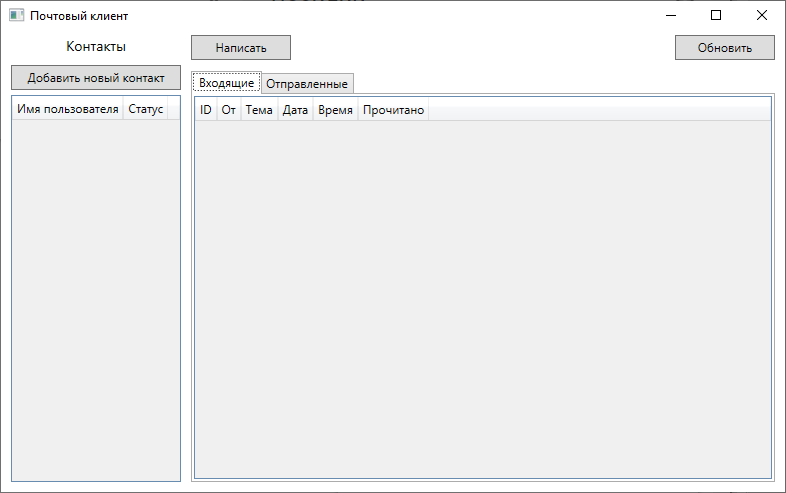 Почтовый клиент
Контакты
Написать
Обновить
Добавить новый контакт
Входящие Отправленные
Имя пользователя Статус
ID От Тема Дата Время Прочитано